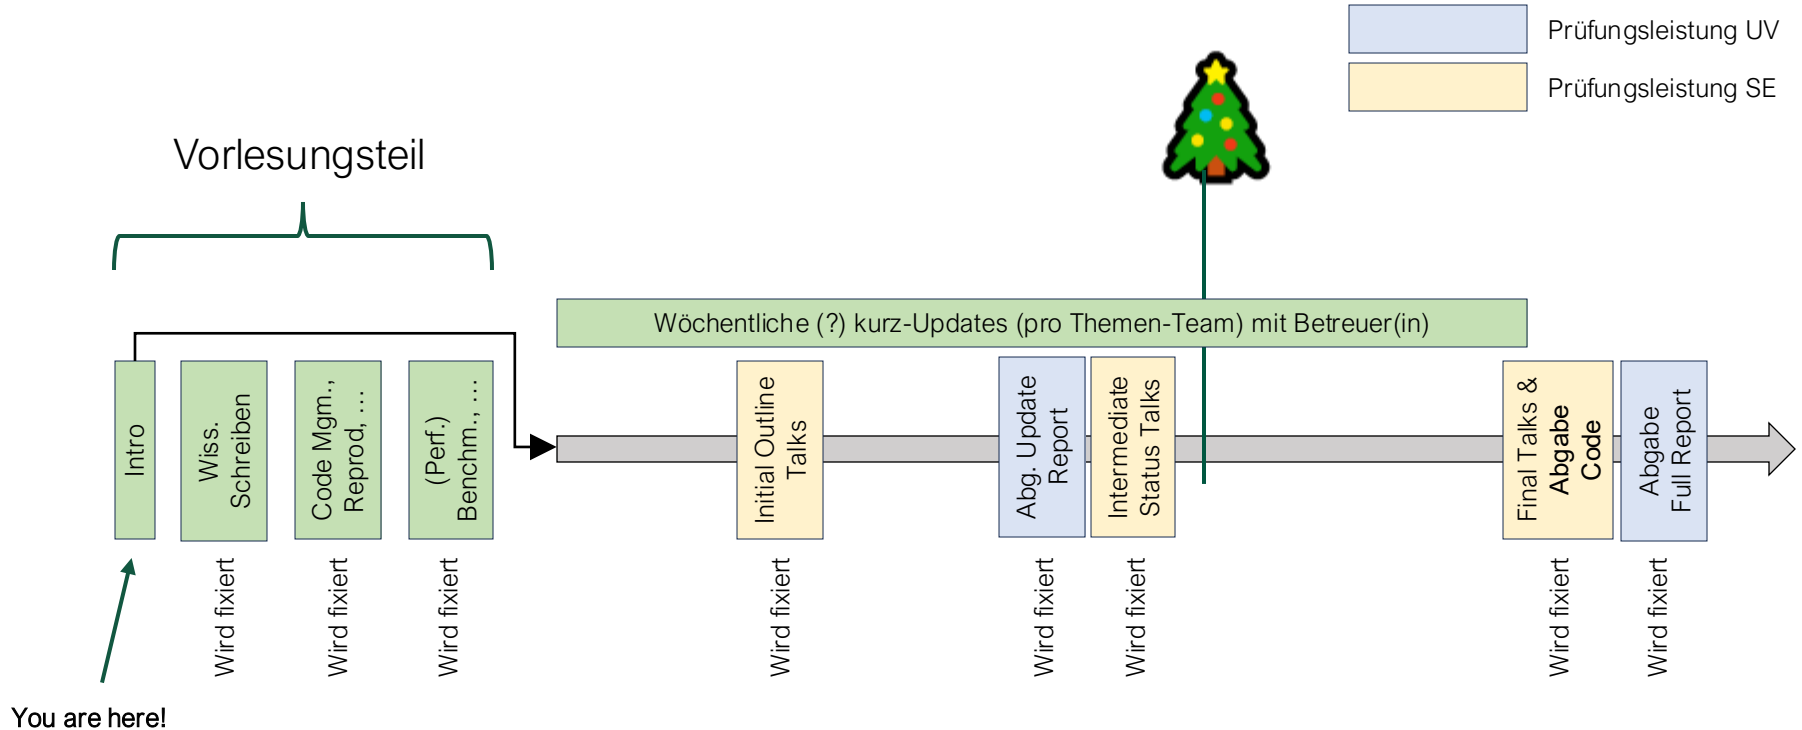 Prüfungsleistung UV
Prüfungsleistung SE
Vorlesungsteil
Wöchentliche (?) kurz-Updates (pro Themen-Team) mit Betreuer(in)
Intro
Wiss.
Schreiben
Code Mgm.,
Reprod, …
(Perf.)
Benchm., …
Initial Outline
Talks
Abg. Update
Report
Intermediate
Status Talks
Final Talks &
Abgabe
Code
Abgabe
Full Report
Wird fixiert
Wird fixiert
Wird fixiert
Wird fixiert
Wird fixiert
Wird fixiert
Wird fixiert
Wird fixiert
You are here!